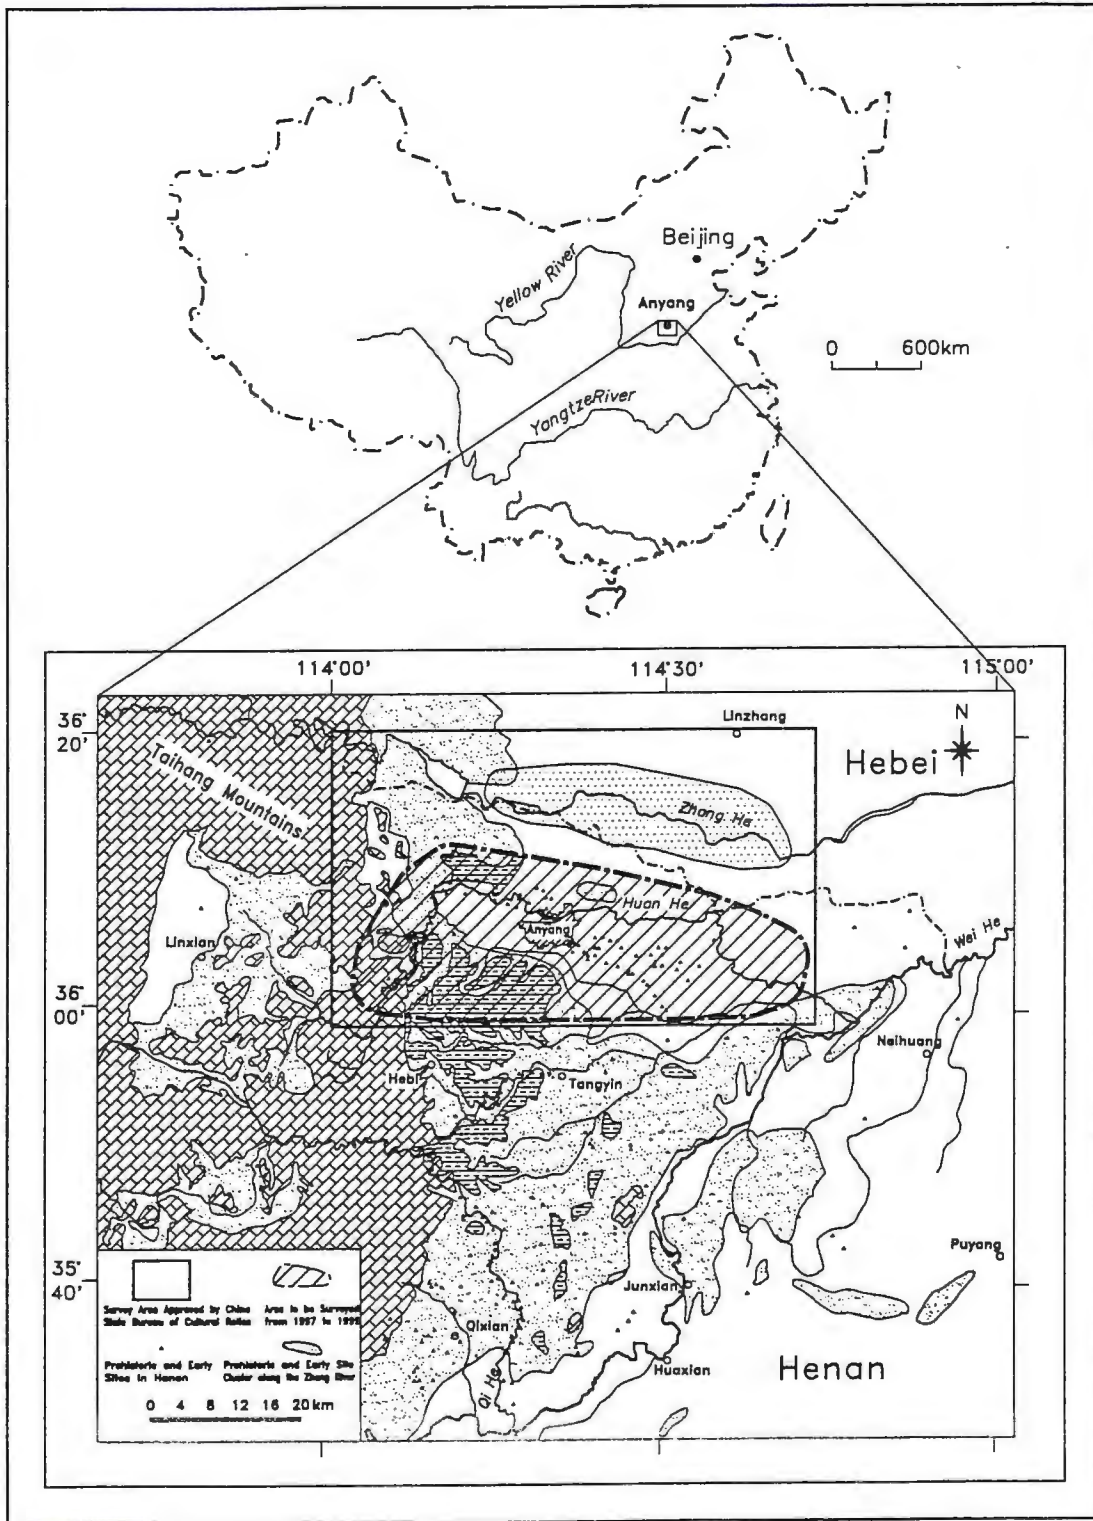 Beijing
Yellow River
Anyang
0 600km
YangtzeRiver
114°00' 114°30' 115°00'
36°
20'
N
Linzhang
Hebei
Taihang Mountains
Zhang He
Huan He
Anyang
Linxian
Wei He
36°
00'
Neihuang
Hebi
Tangyin
Puyang
35°
40'
Junxian
Survey Area Approved by China
State Bureau of Cultural Relics
Area to be Surveyed
from 1997 to 1999
Qixian
Prehistoric and Early
Sites in Henan
Prehistoric and Early Site
Cluster along the Zhang River
Huaxian
Henan
Qi He
0 4 8 12 16 20km